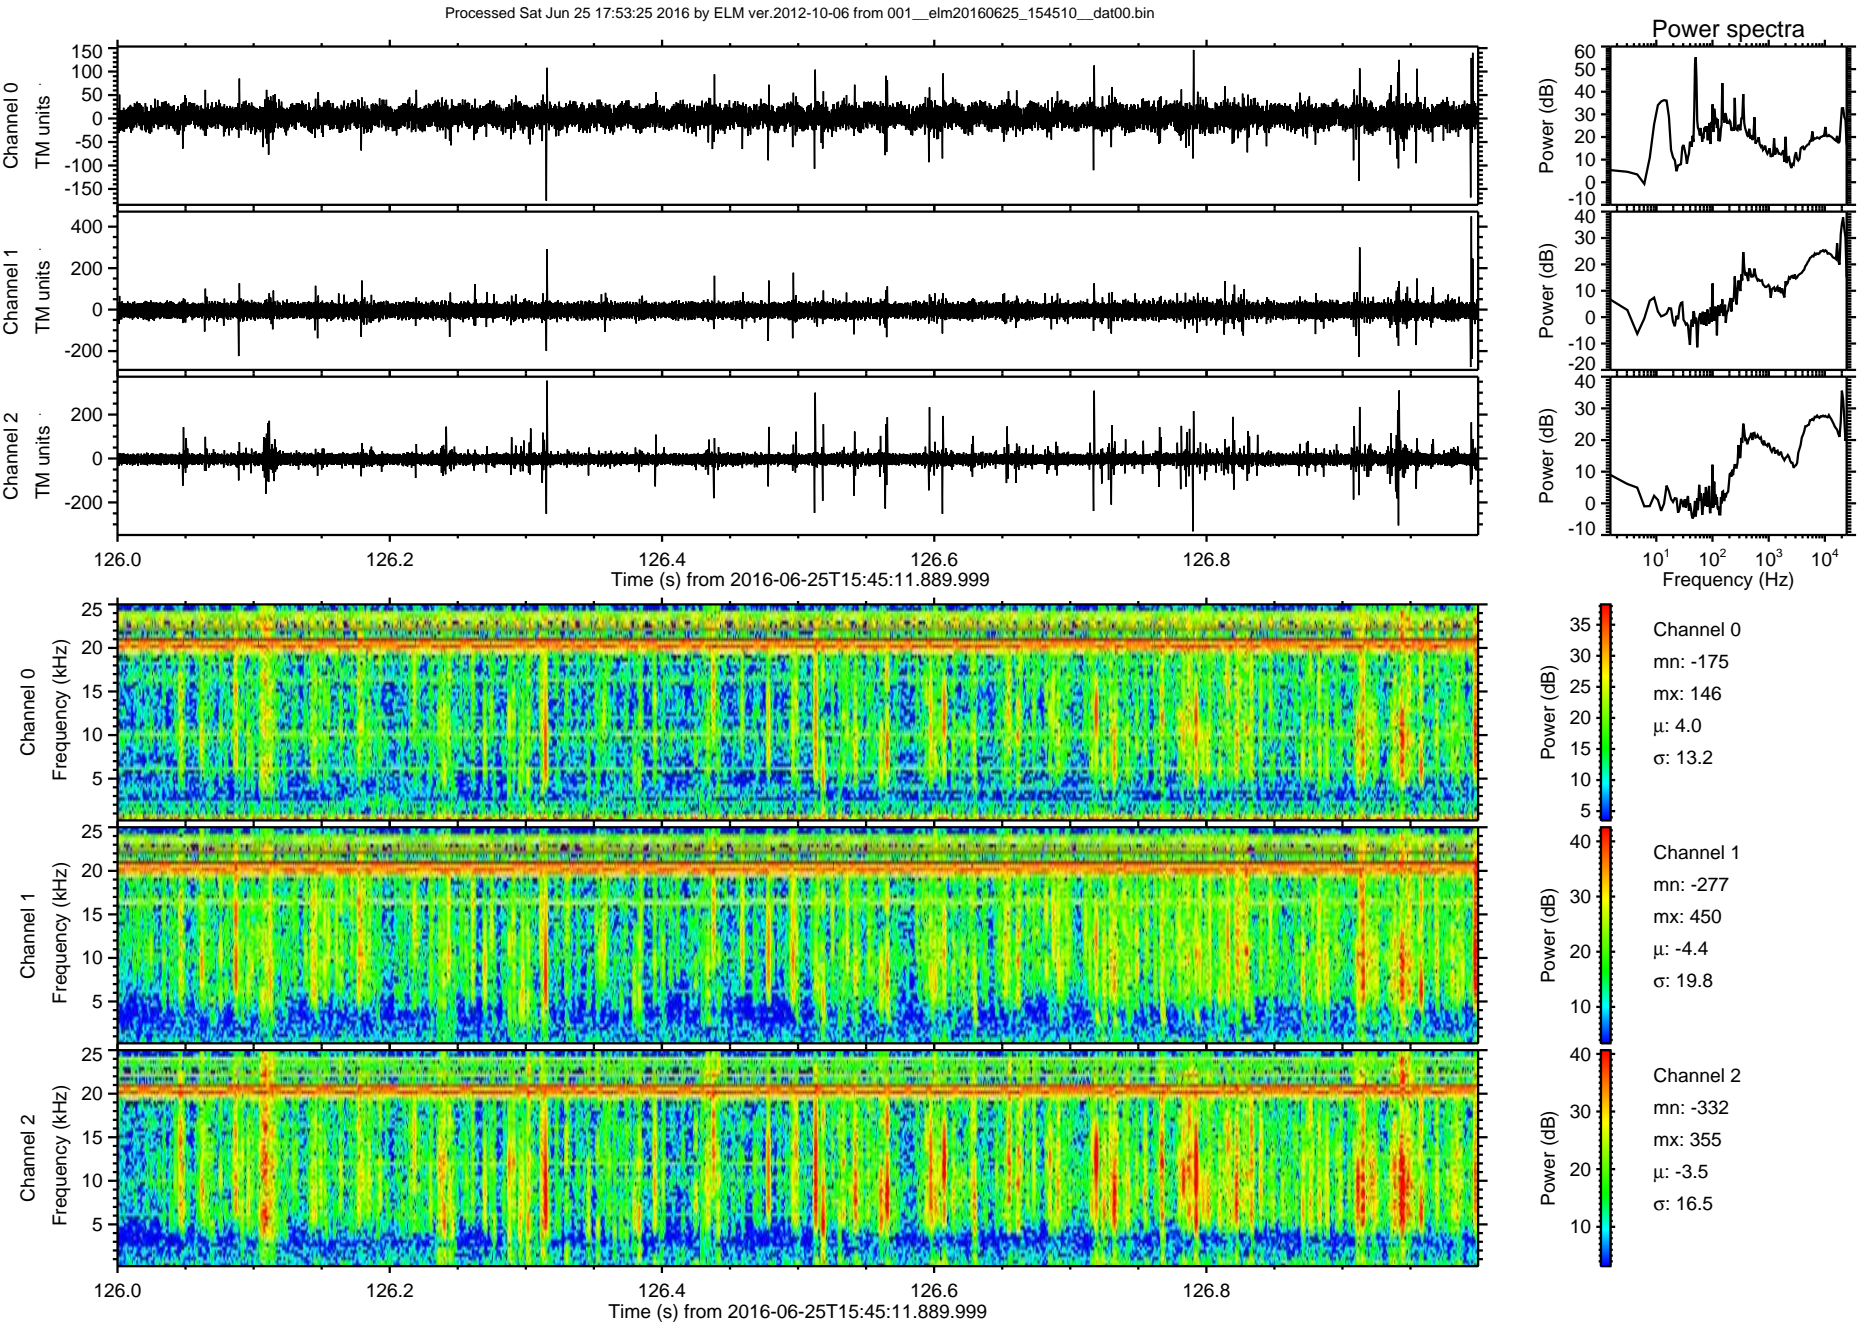 Processed Sat Jun 25 17:53:25 2016 by ELM ver.2012-10-06 from 001__elm20160625_154510__dat00.bin
Power spectra
Channel 0
TM units
150
100
50
0
-50
-100
-150
Power (dB)
60
50
40
30
20
10
0
-10
Channel 1
TM units
400
200
0
-200
Power (dB)
40
30
20
10
0
-10
-20
Channel 2
TM units
200
0
-200
Power (dB)
40
30
20
10
0
-10
126.0 126.2 126.4 126.6 126.8
Time (s) from 2016-06-25T15:45:11.889.999
10¹ 10² 10³ 10⁴
Frequency (Hz)
Channel 0
Frequency (kHz)
25
20
15
10
5
Power (dB)
35
30
25
20
15
10
5
Channel 0
mn: -175
mx: 146
μ: 4.0
σ: 13.2
Channel 1
Frequency (kHz)
25
20
15
10
5
Power (dB)
40
30
20
10
Channel 1
mn: -277
mx: 450
μ: -4.4
σ: 19.8
Channel 2
Frequency (kHz)
25
20
15
10
5
Power (dB)
40
30
20
10
Channel 2
mn: -332
mx: 355
μ: -3.5
σ: 16.5
126.0 126.2 126.4 126.6 126.8
Time (s) from 2016-06-25T15:45:11.889.999